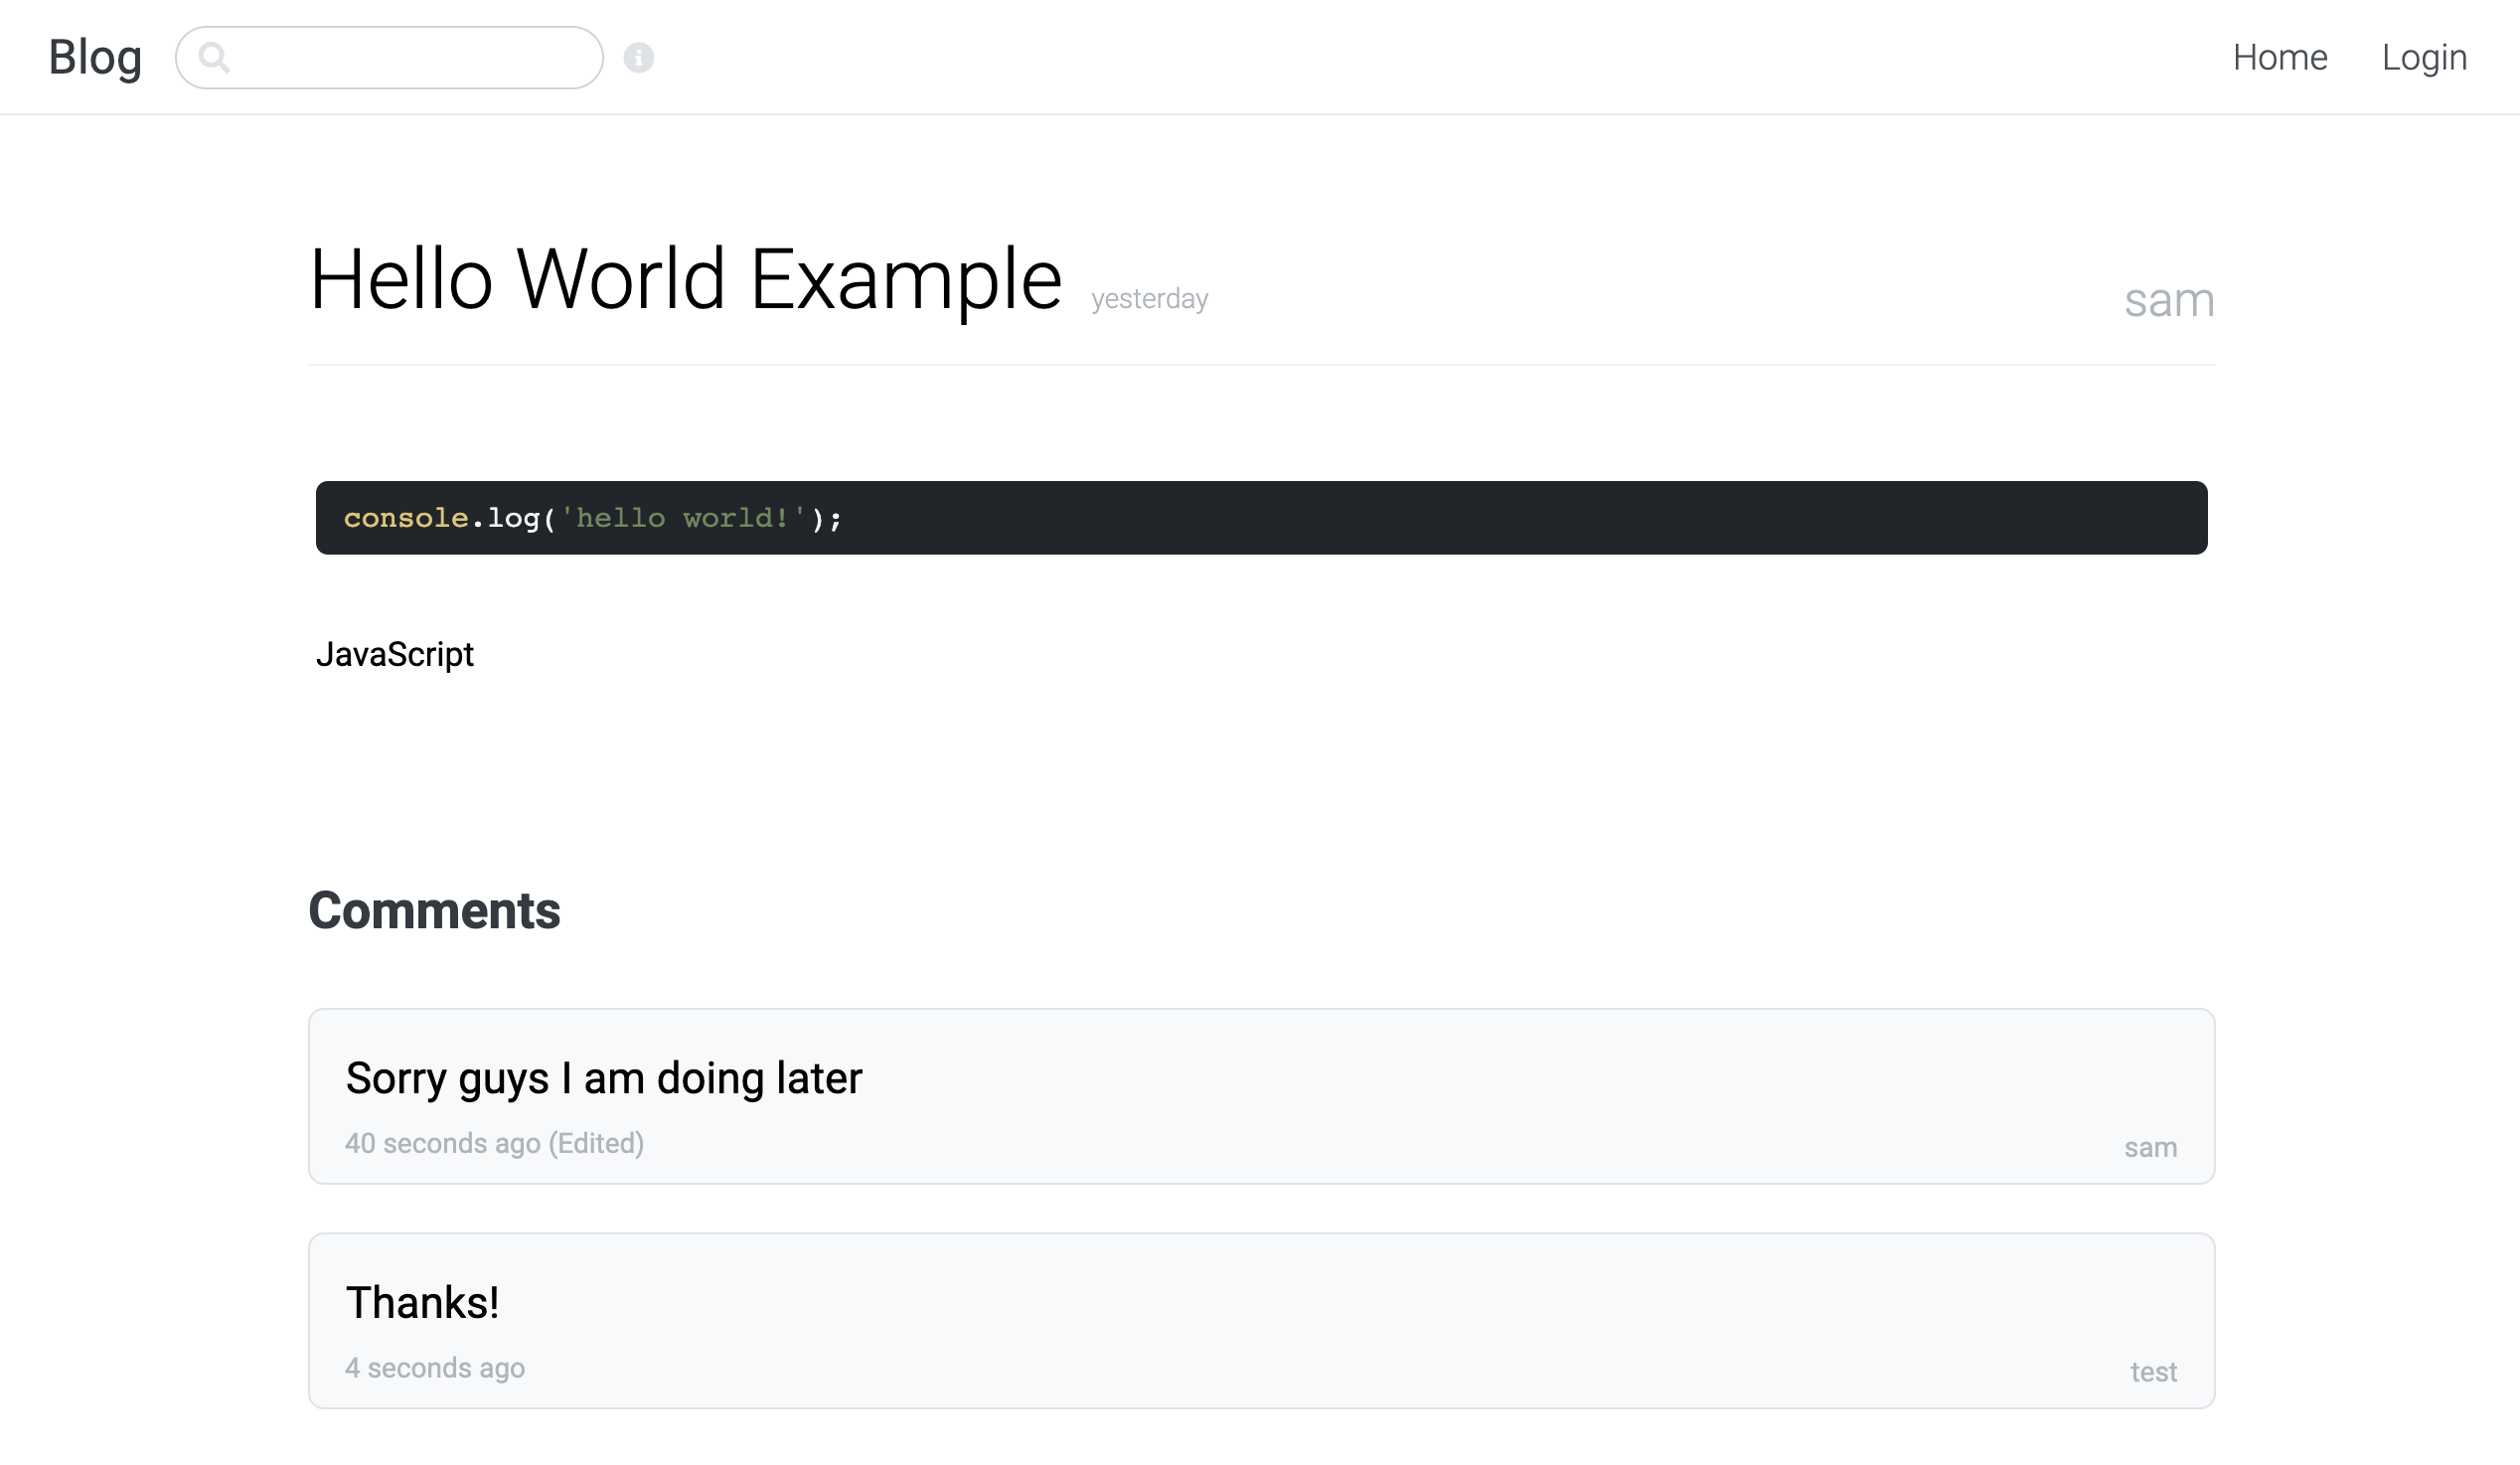 Blog
Home Login
Hello World Example yesterday sam
console.log('hello world!');
JavaScript
Comments
Sorry guys I am doing later
40 seconds ago (Edited) sam
Thanks!
4 seconds ago test